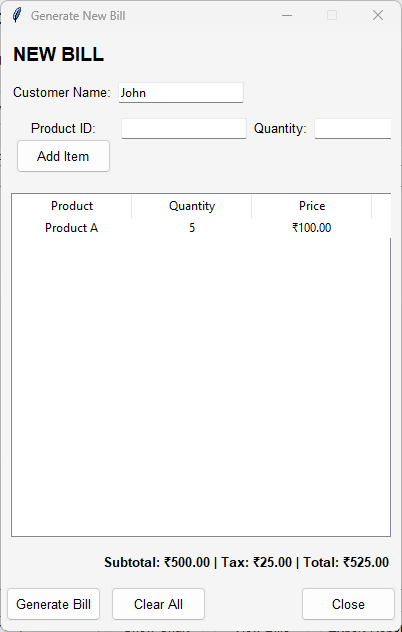 Generate New Bill
NEW BILL
Customer Name: John
Product ID: Quantity:
Add Item
Product Quantity Price
Product A 5 ₹100.00
Subtotal: ₹500.00 | Tax: ₹25.00 | Total: ₹525.00
Generate Bill Clear All Close